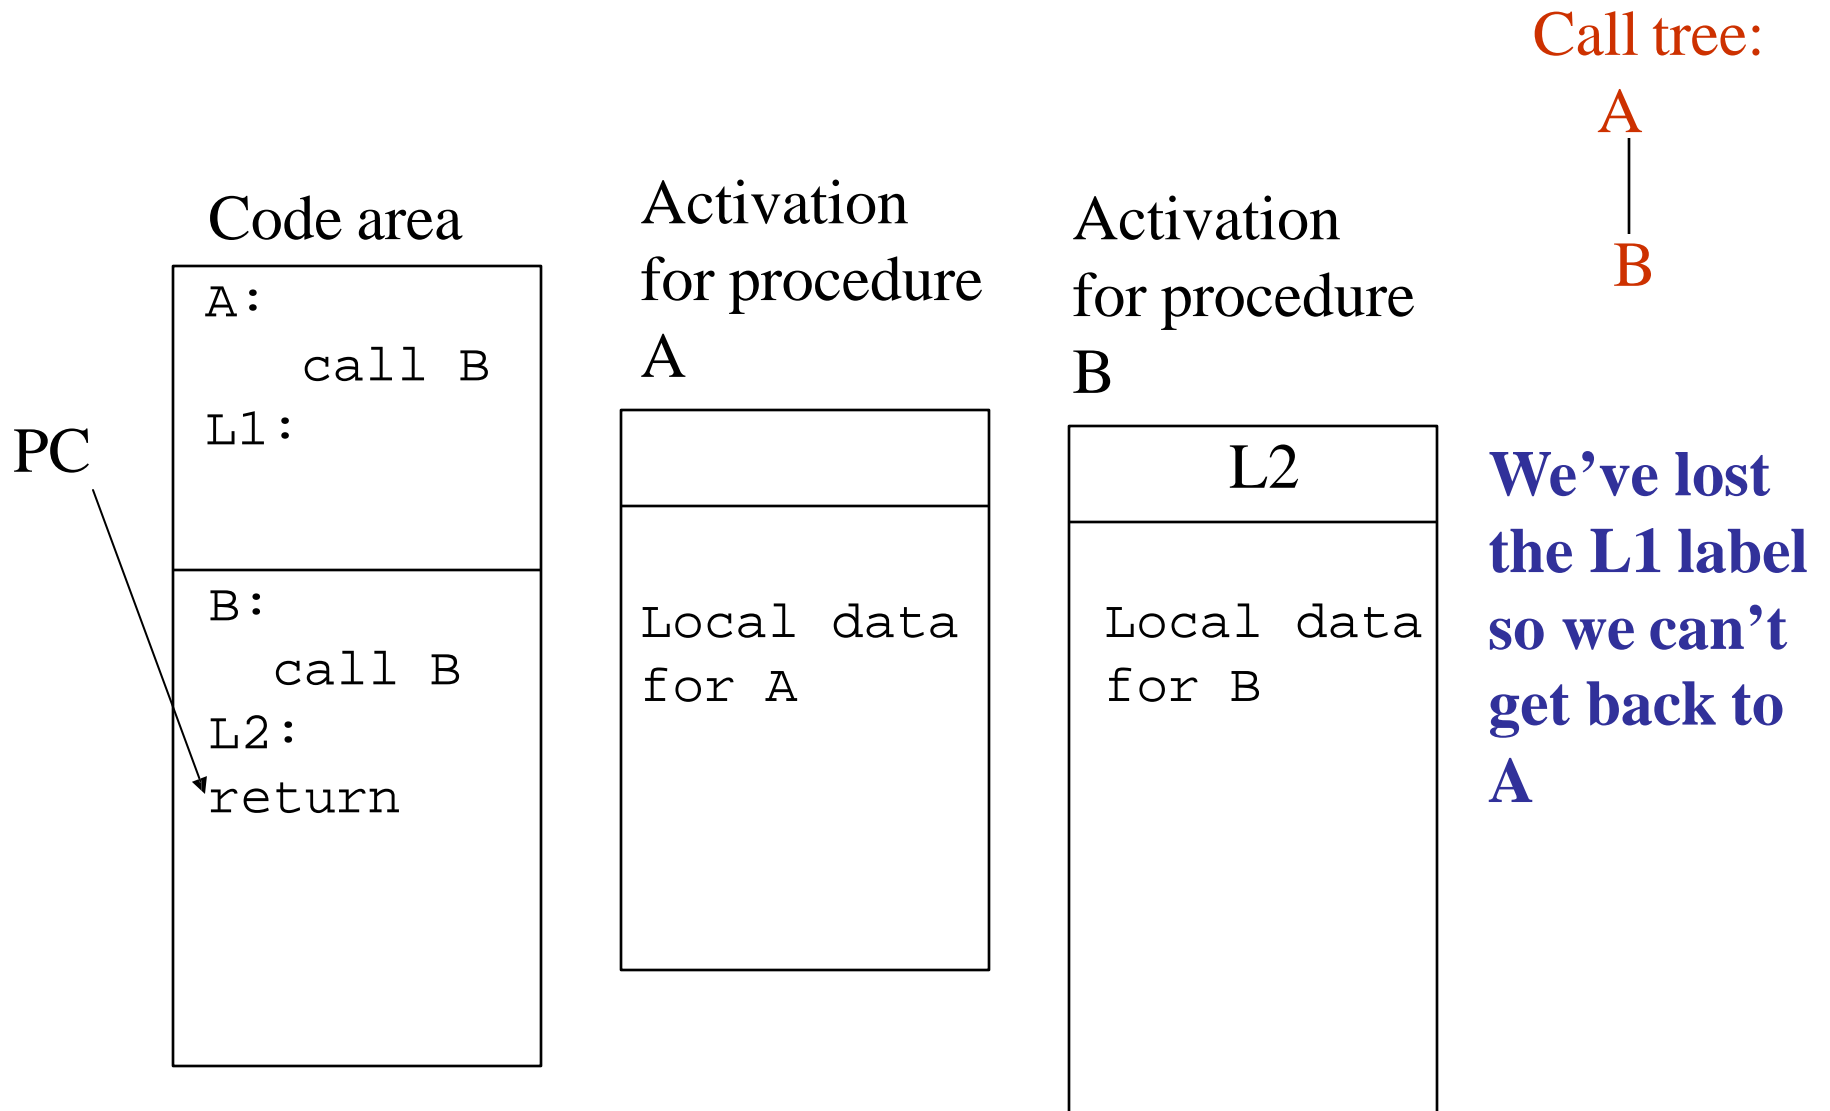 Call tree:
A
B
Code area
A:
call B
L1:
PC
B:
call B
L2:
return
Activation
for procedure
A
Local data
for A
Activation
for procedure
B
L2
Local data
for B
We’ve lost
the L1 label
so we can’t
get back to
A